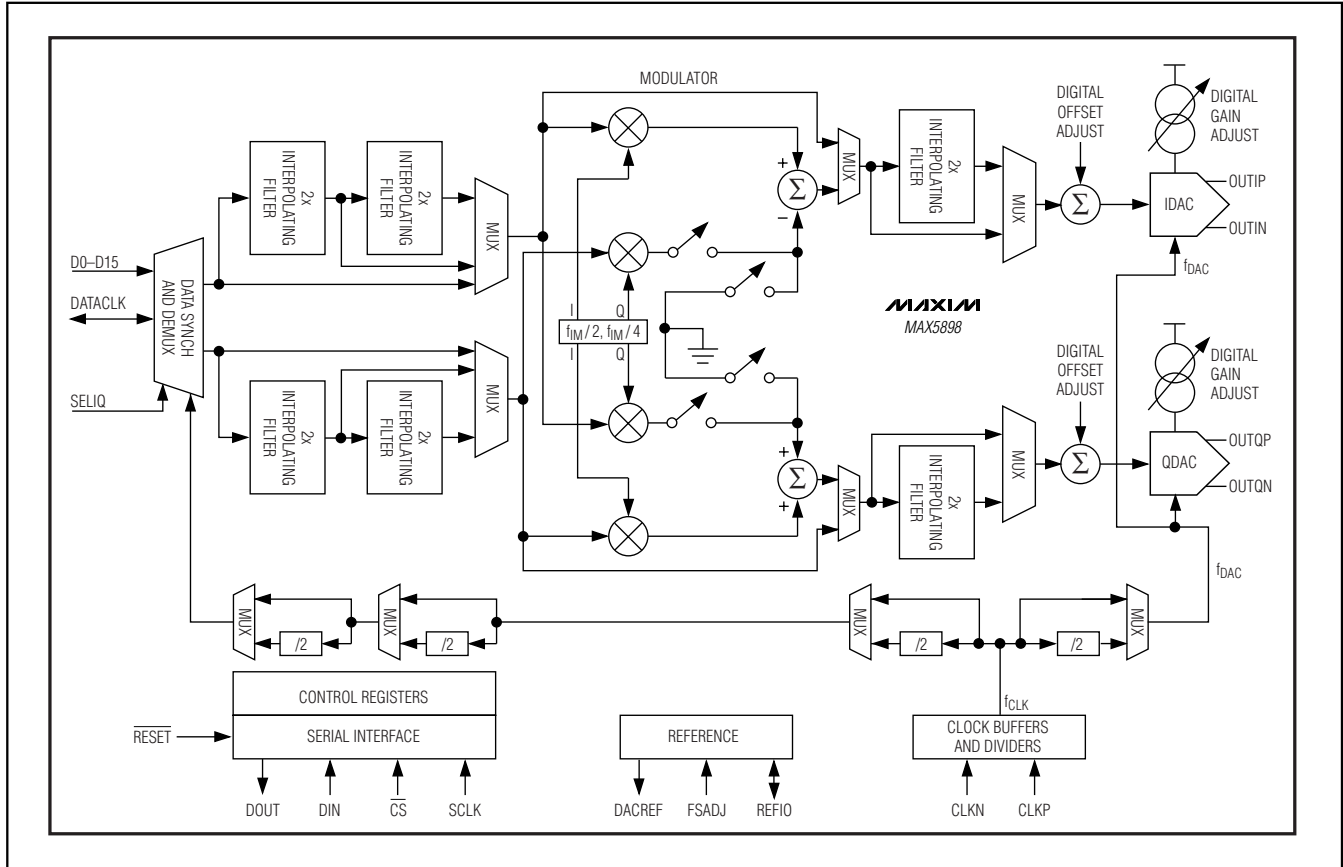 MODULATOR
DIGITAL
OFFSET
ADJUST
DIGITAL
GAIN
ADJUST
2x
INTERPOLATING
FILTER
2x
INTERPOLATING
FILTER
MUX
+
Σ
−
MUX
2x
INTERPOLATING
FILTER
MUX
Σ
IDAC
OUTIP
OUTIN
fDAC
D0–D15
DATACLK
SELIQ
DATA SYNCH
AND DEMUX
I Q
fIM / 2, fIM / 4
I Q
MAXIM
MAX5898
DIGITAL
OFFSET
ADJUST
DIGITAL
GAIN
ADJUST
2x
INTERPOLATING
FILTER
2x
INTERPOLATING
FILTER
MUX
+
Σ
+
MUX
2x
INTERPOLATING
FILTER
MUX
Σ
QDAC
OUTQP
OUTQN
fDAC
MUX
/2
MUX
/2
MUX
/2
/2
MUX
fCLK
CONTROL REGISTERS
SERIAL INTERFACE
RESET
DOUT
DIN
CS
SCLK
REFERENCE
DACREF
FSADJ
REFIO
CLOCK BUFFERS
AND DIVIDERS
CLKN
CLKP